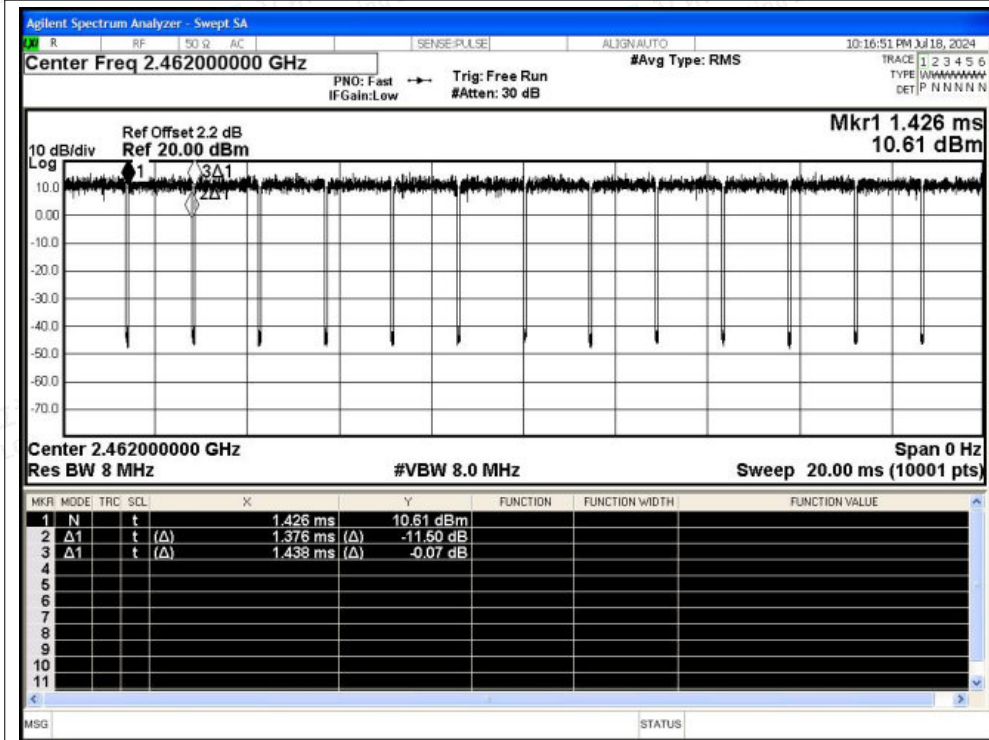 Agilent Spectrum Analyzer - Swept SA
LXI R RF 50 Ω AC SENSE:PULSE ALIGNAUTO 10:16:51 PM Jul 18, 2024
Center Freq 2.462000000 GHz #Avg Type: RMS TRACE 1 2 3 4 5 6
PNO: Fast Trig: Free Run TYPE
IFGain:Low #Atten: 30 dB DET P N N N N N
Mkr1 1.426 ms
Ref Offset 2.2 dB
10 dB/div Ref 20.00 dBm 10.61 dBm
Log
1 3Δ1
10.0
2Δ1
0.00
-10.0
-20.0
-30.0
-40.0
-50.0
-60.0
-70.0
Center 2.462000000 GHz Span 0 Hz
Res BW 8 MHz #VBW 8.0 MHz Sweep 20.00 ms (10001 pts)
MKR MODE TRC SCL X Y FUNCTION FUNCTION WIDTH FUNCTION VALUE
1 N t 1.426 ms 10.61 dBm
2 Δ1 t (Δ) 1.376 ms (Δ) -11.50 dB
3 Δ1 t (Δ) 1.438 ms (Δ) -0.07 dB
4
5
6
7
8
9
10
11
MSG STATUS